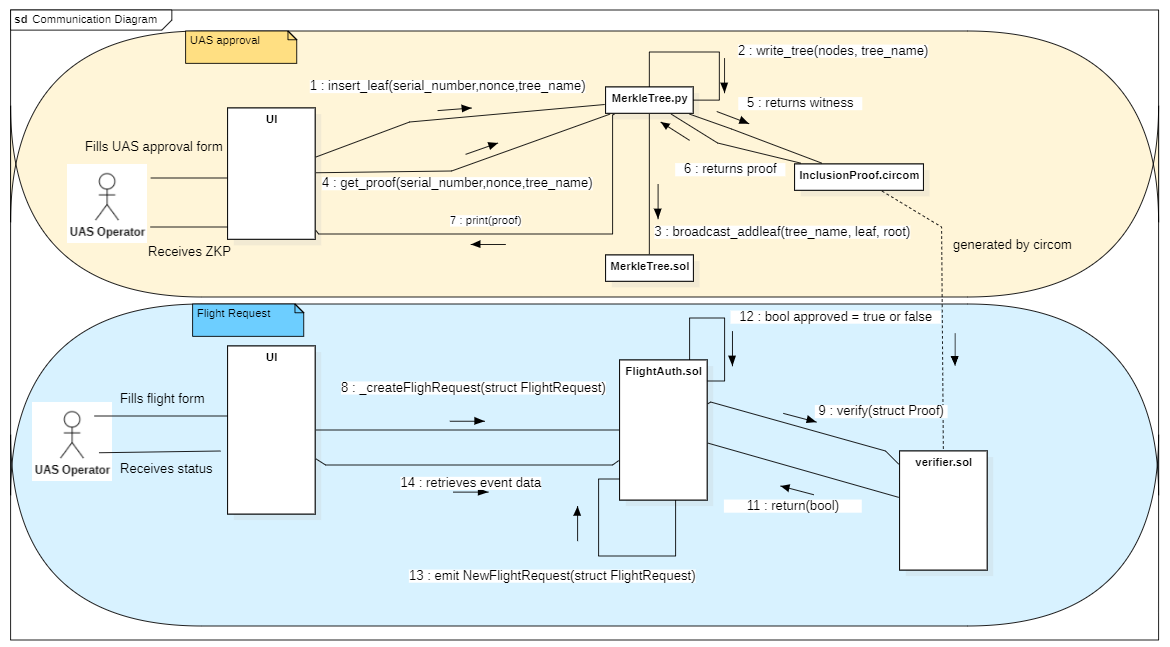 sd Communication Diagram
UAS approval
2 : write_tree(nodes, tree_name)
1 : insert_leaf(serial_number,nonce,tree_name)
MerkleTree.py
5 : returns witness
UI
Fills UAS approval form
6 : returns proof
InclusionProof.circom
4 : get_proof(serial_number,nonce,tree_name)
7 : print(proof)
UAS Operator
3 : broadcast_addleaf(tree_name, leaf, root)
Receives ZKP
generated by circom
MerkleTree.sol
Flight Request
12 : bool approved = true or false
UI
FlightAuth.sol
8 : _createFlighRequest(struct FlightRequest)
Fills flight form
9 : verify(struct Proof)
UAS Operator
Receives status
verifier.sol
14 : retrieves event data
11 : return(bool)
13 : emit NewFlightRequest(struct FlightRequest)